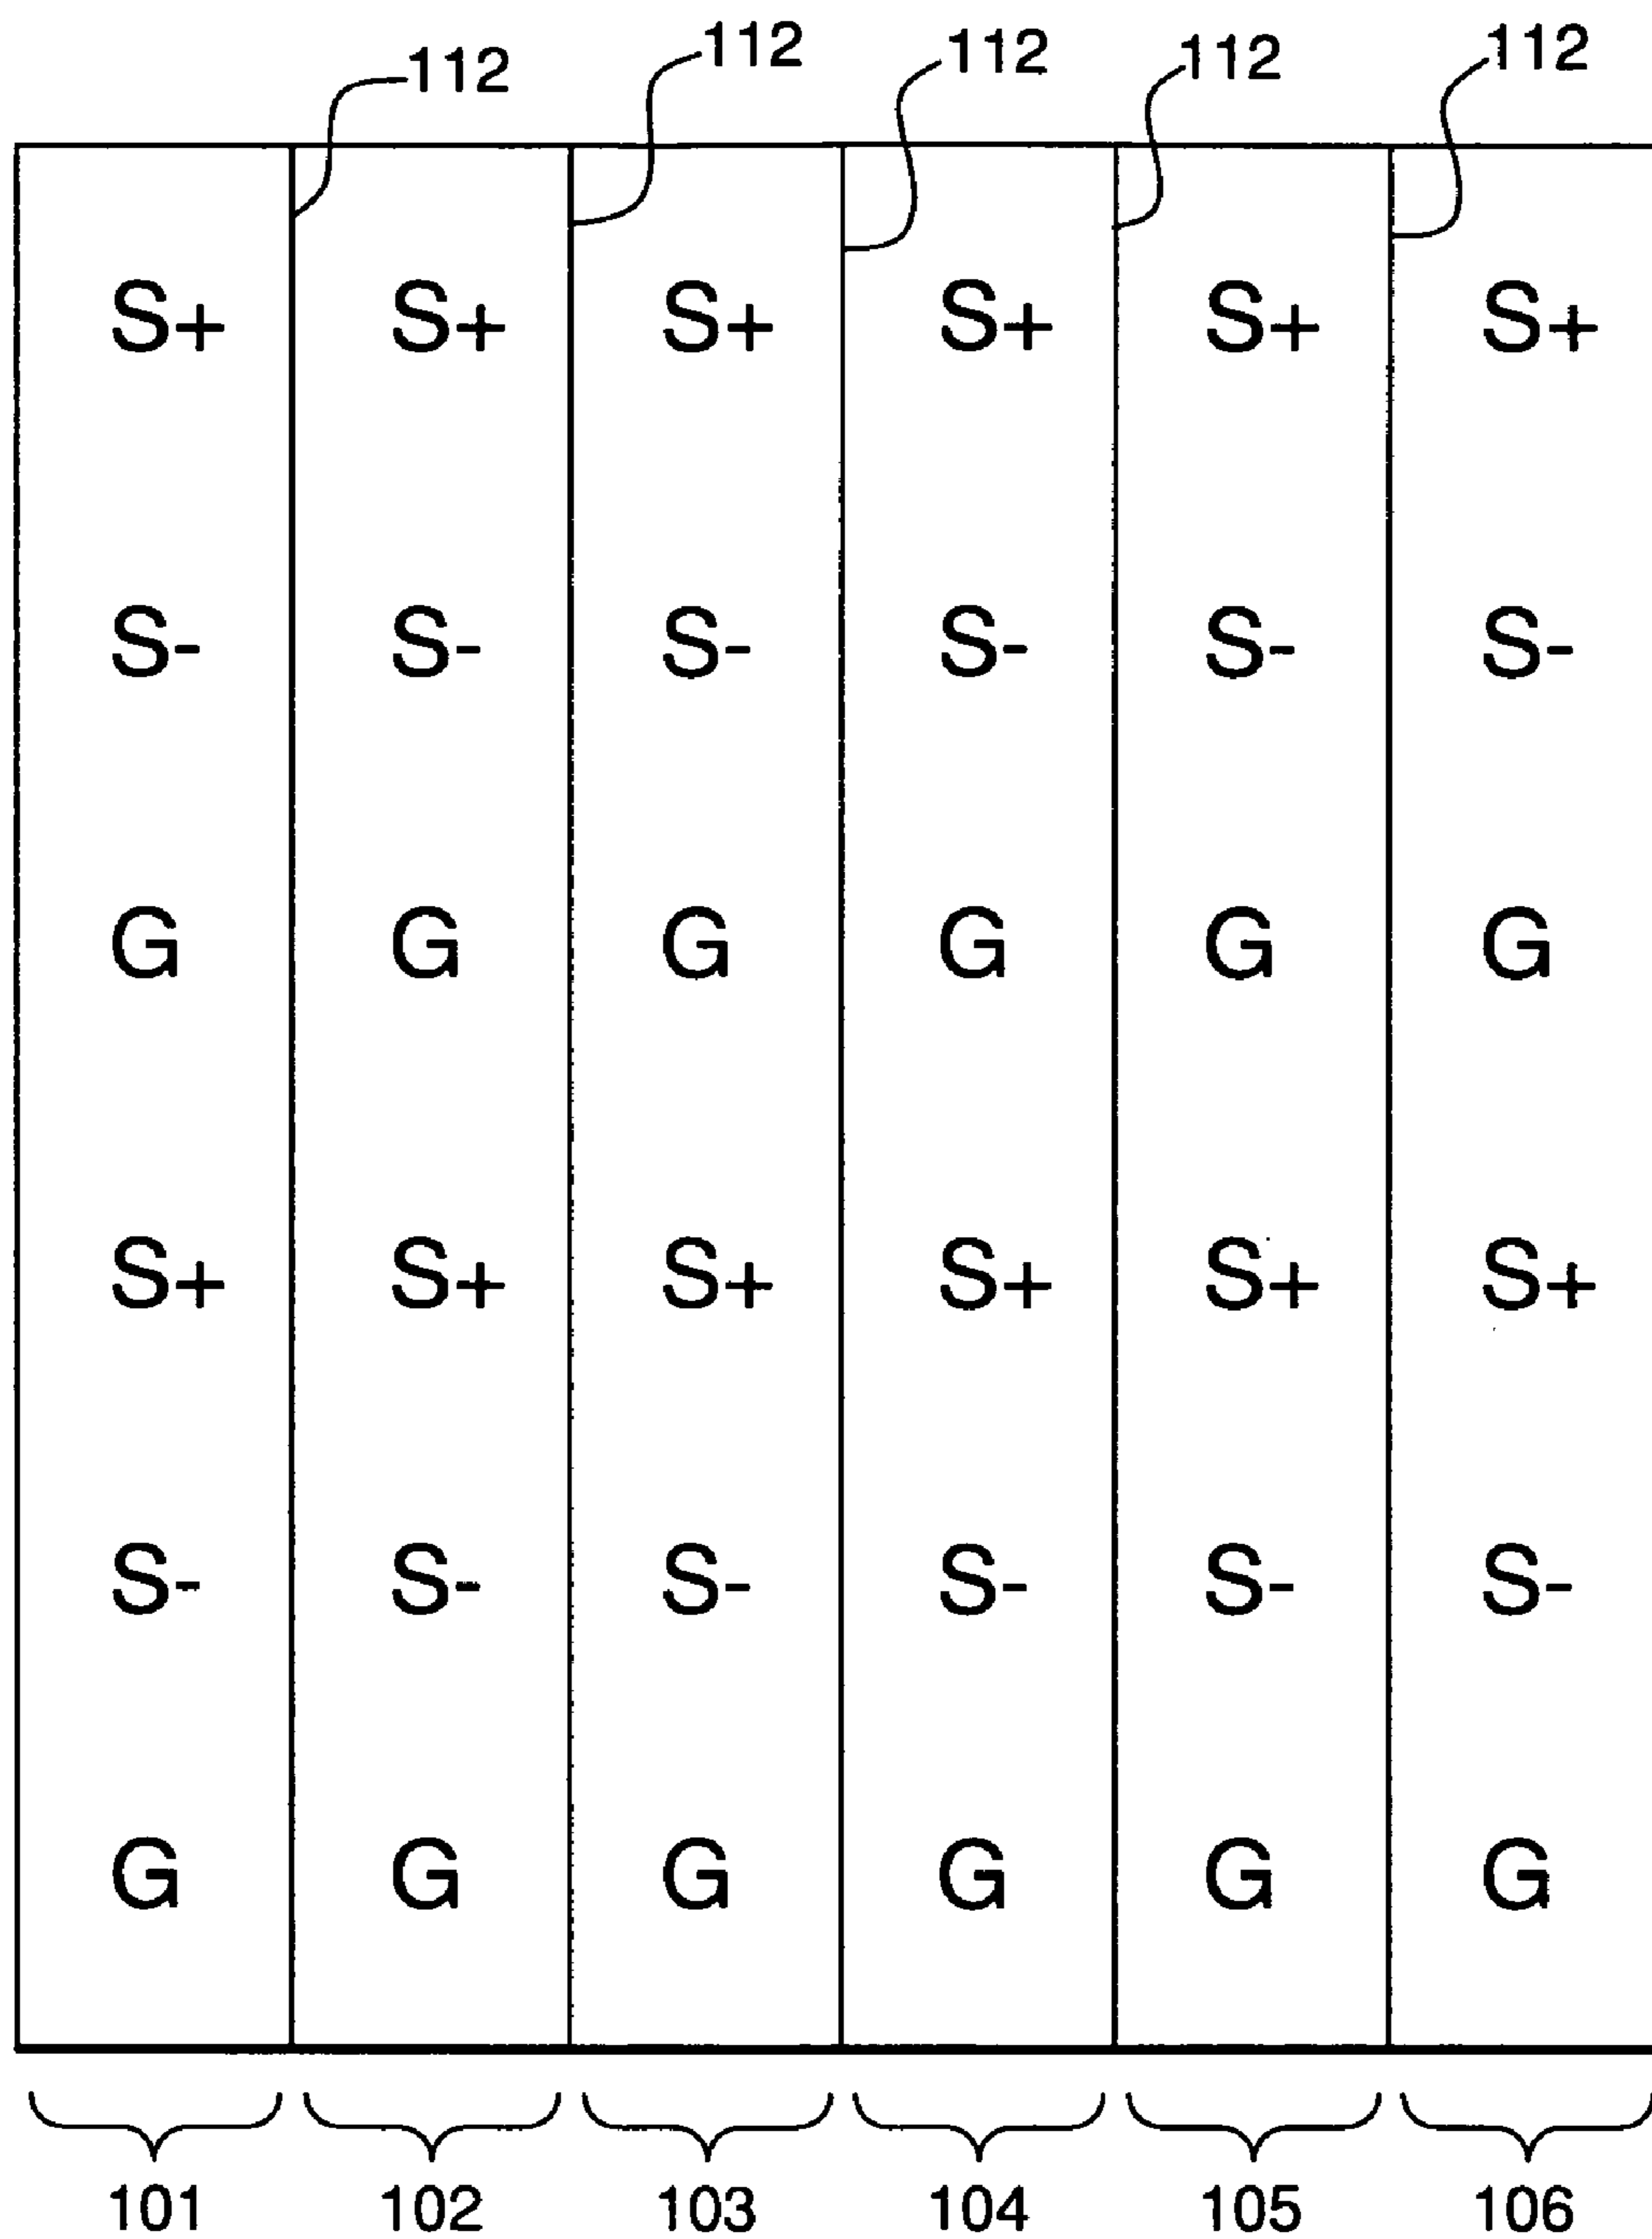 112 112 112 112 112
S+ S+ S+ S+ S+ S+
S- S- S- S- S- S-
G G G G G G
S+ S+ S+ S+ S+ S+
S- S- S- S- S- S-
G G G G G G
101 102 103 104 105 106